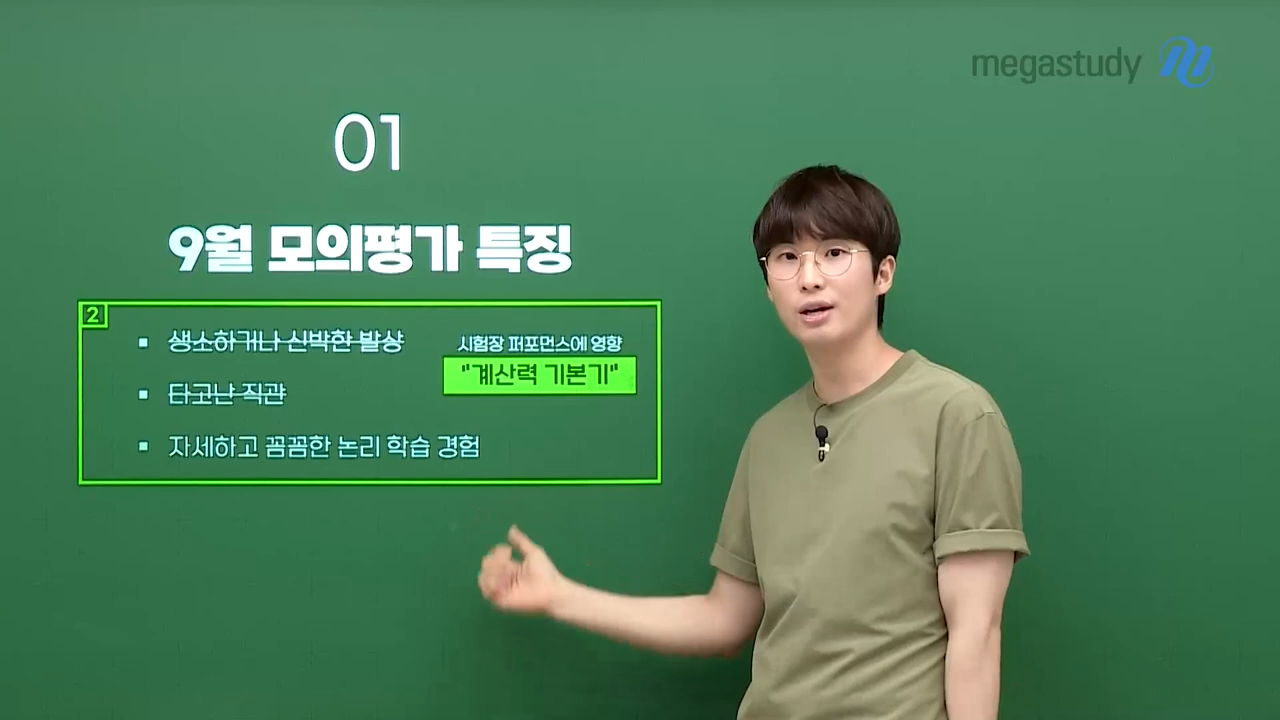 megastudy
01
9월 모의평가 특징
2
생소하거나 신박한 발상
시험장 퍼포먼스에 영향
"계산력 기본기"
타고난 직관
자세하고 꼼꼼한 논리 학습 경험